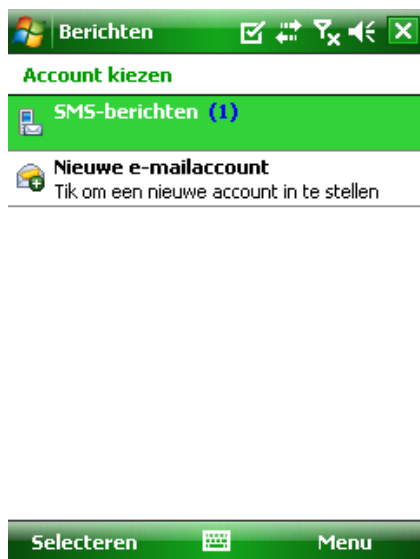 Berichten
Account kiezen
SMS-berichten (1)
Nieuwe e-mailaccount
Tik om een nieuwe account in te stellen
Selecteren Menu